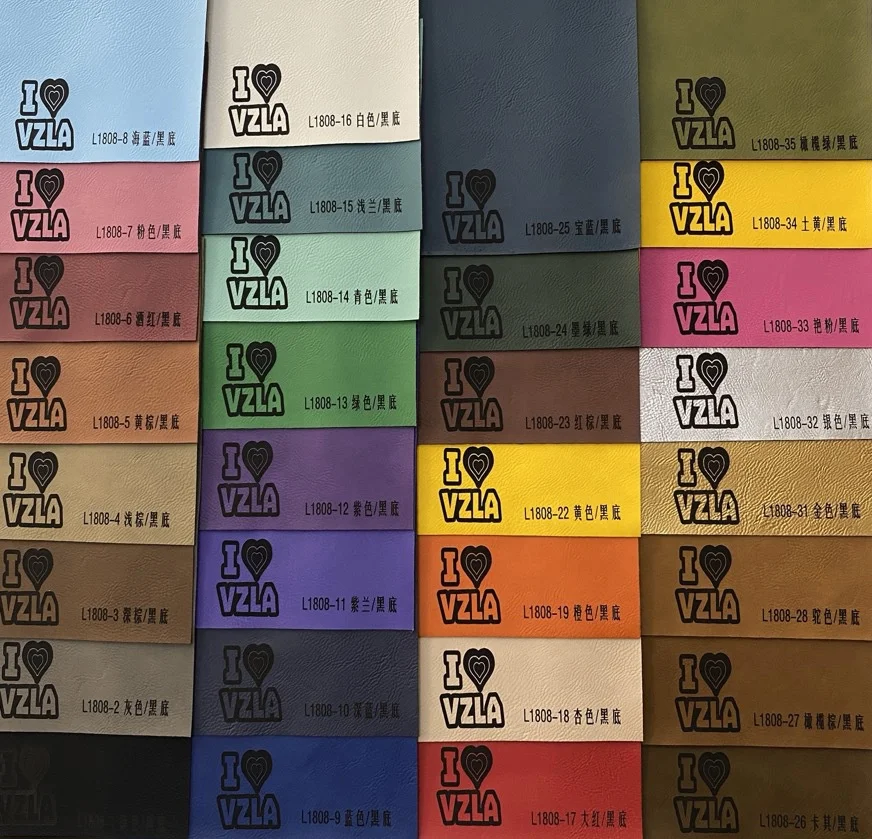 I
VZLA
L1808-8 海蓝/黑底
I
VZLA
L1808-7 粉色/黑底
I
VZLA
L1808-6 酒红/黑底
I
VZLA
L1808-5 黄棕/黑底
I
VZLA
L1808-4 浅棕/黑底
I
VZLA
L1808-3 深棕/黑底
I
VZLA
L1808-2 灰色/黑底
I
VZLA
I
VZLA
L1808-16 白色/黑底
I
VZLA
L1808-15 浅兰/黑底
I
VZLA
L1808-14 青色/黑底
I
VZLA
L1808-13 绿色/黑底
I
VZLA
L1808-12 紫色/黑底
I
VZLA
L1808-11 紫兰/黑底
I
VZLA
L1808-10 深蓝/黑底
I
VZLA
L1808-9 蓝色/黑底
I
VZLA
L1808-25 宝蓝/黑底
I
VZLA
L1808-24 墨绿/黑底
I
VZLA
L1808-23 红棕/黑底
I
VZLA
L1808-22 黄色/黑底
I
VZLA
L1808-19 橙色/黑底
I
VZLA
L1808-18 杏色/黑底
I
VZLA
L1808-17 大红/黑底
I
VZLA
L1808-35 橄榄绿/黑底
I
VZLA
L1808-34 土黄/黑底
I
VZLA
L1808-33 艳粉/黑底
I
VZLA
L1808-32 银色/黑底
I
VZLA
L1808-31 金色/黑底
I
VZLA
L1808-28 驼色/黑底
I
VZLA
L1808-27 橄榄棕/黑底
I
VZLA
L1808-26 卡其/黑底